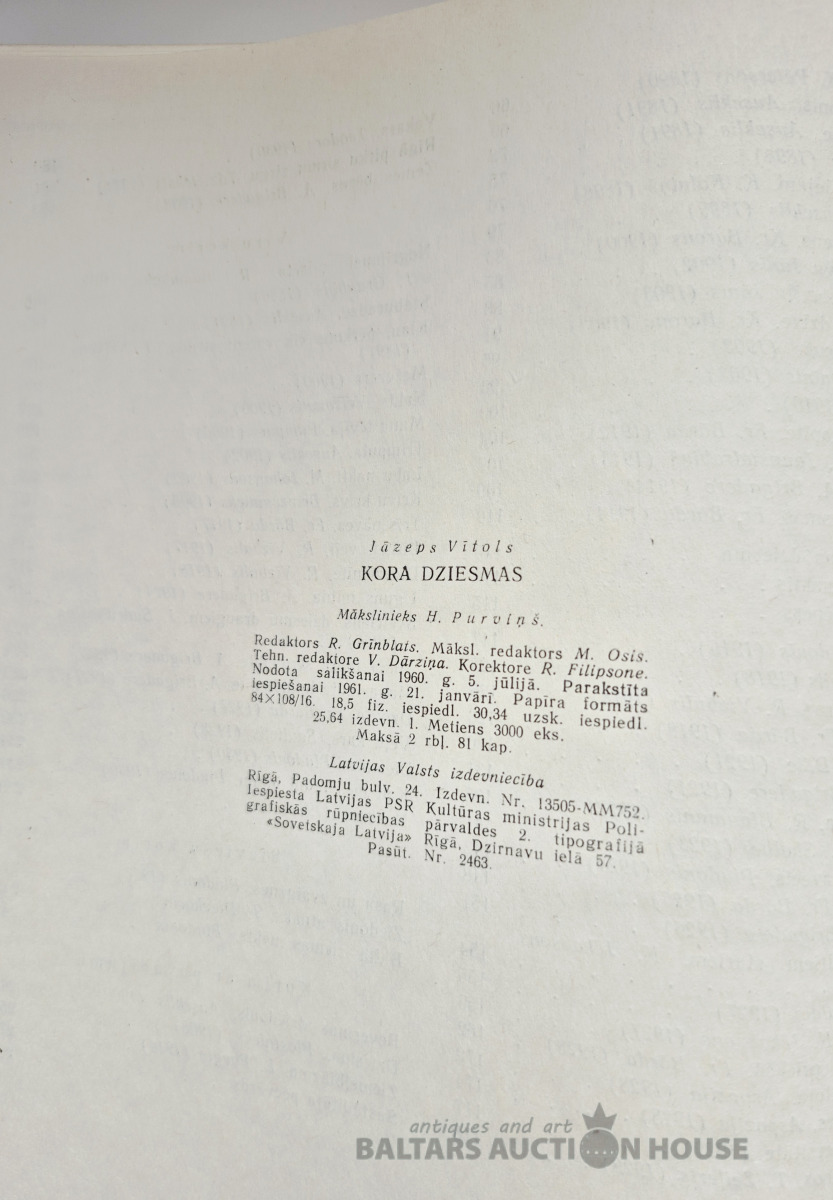 Jāzeps Vītols
KORA DZIESMAS
Mākslinieks H. Purviņš.
Redaktors R. Grīnblats. Māksl. redaktors M. Osis.
Tehn. redaktore V. Dārziņa. Korektore R. Filipsone.
Nodota salikšanai 1960. g. 5. jūlijā. Parakstīta
iespiešanai 1961. g. 21. janvārī. Papīra formāts
84×108/16. 18,5 fiz. iespiedl. 30,34 uzsk. iespiedl.
25,64 izdevn. l. Metiens 3000 eks.
Maksā 2 rbļ. 81 kap.
Latvijas Valsts izdevniecība
Rīgā, Padomju bulv. 24. Izdevn. Nr. 13505-MM752.
Iespiesta Latvijas PSR Kultūras ministrijas Poli-
grafiskās rūpniecības pārvaldes 2. tipografijā
«Sovetskaja Latvija» Rīgā, Dzirnavu ielā 57.
Pasūt. Nr. 2463.
antiques and art
BALTARS AUCTION HOUSE